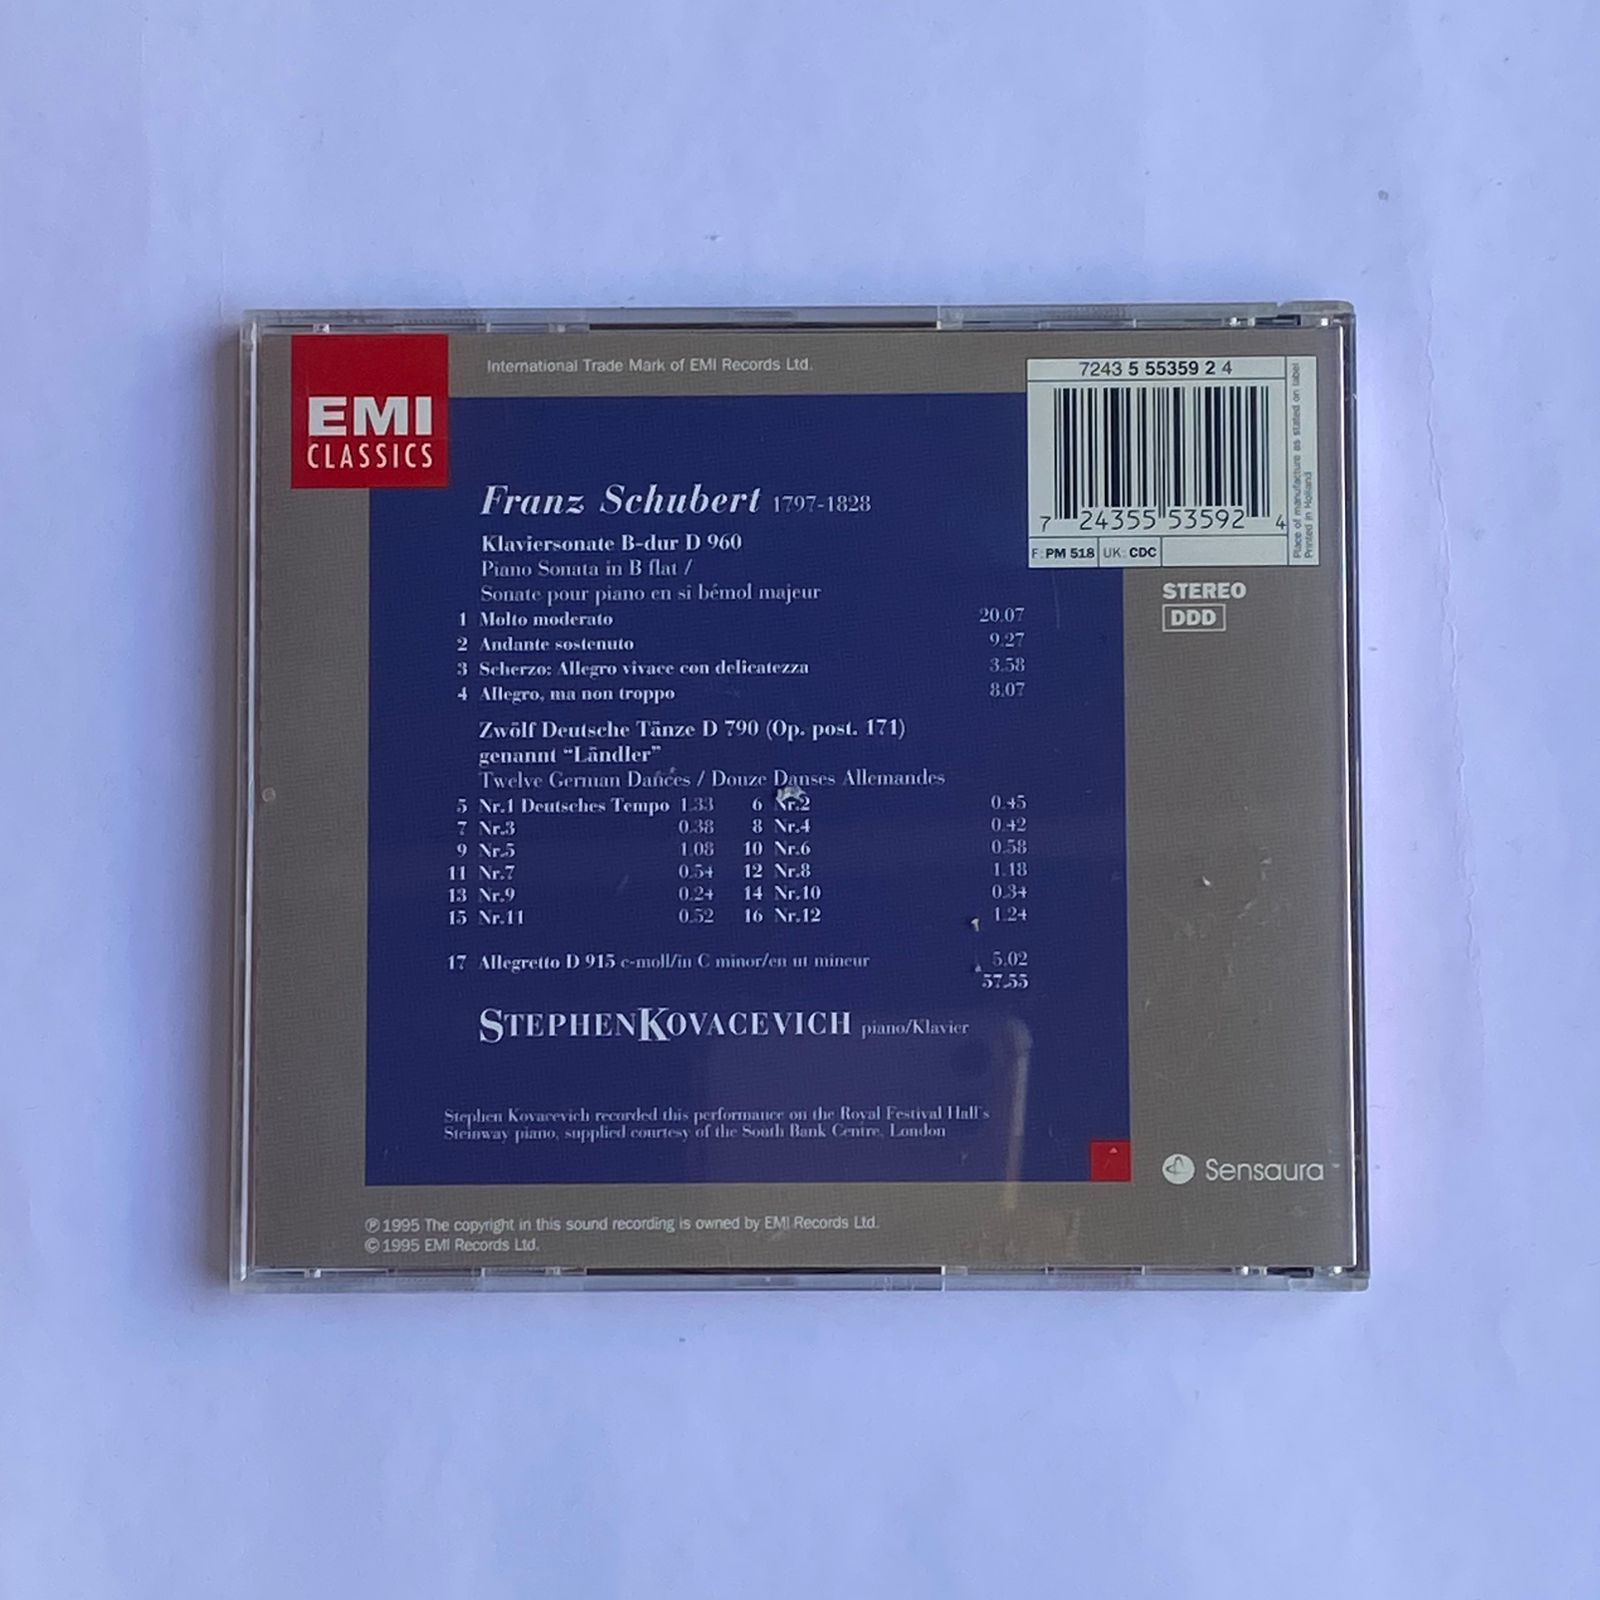 EMI
CLASSICS
International Trade Mark of EMI Records Ltd.
7243 5 55359 2 4
7 24355 53592 4
F: PM 518 UK: CDC
Place of manufacture as stated on label
Printed in Holland
STEREO
DDD
Franz Schubert 1797-1828
Klaviersonate B-dur D 960
Piano Sonata in B flat /
Sonate pour piano en si bémol majeur
1 Molto moderato 20.07
2 Andante sostenuto 9.27
3 Scherzo: Allegro vivace con delicatezza 3.58
4 Allegro, ma non troppo 8.07
Zwölf Deutsche Tänze D 790 (Op. post. 171)
genannt “Ländler”
Twelve German Dances / Douze Danses Allemandes
5 Nr.1 Deutsches Tempo 1.33 6 Nr.2 0.45
7 Nr.3 0.38 8 Nr.4 0.42
9 Nr.5 1.08 10 Nr.6 0.58
11 Nr.7 0.54 12 Nr.8 1.18
13 Nr.9 0.24 14 Nr.10 0.34
15 Nr.11 0.52 16 Nr.12 1.24
17 Allegretto D 915 c-moll/in C minor/en ut mineur 5.02
57.55
STEPHEN KOVACEVICH piano/Klavier
Stephen Kovacevich recorded this performance on the Royal Festival Hall's
Steinway piano, supplied courtesy of the South Bank Centre, London
Sensaura
℗ 1995 The copyright in this sound recording is owned by EMI Records Ltd.
© 1995 EMI Records Ltd.